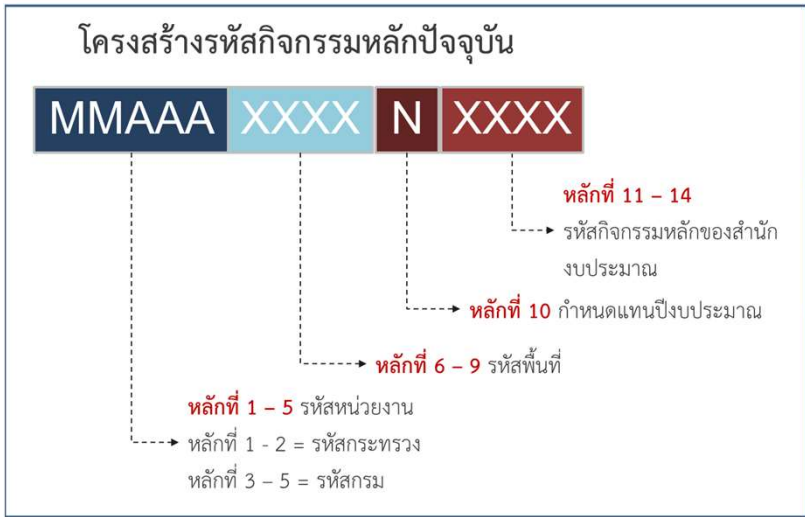 โครงสร้างรหัสกิจกรรมหลักปัจจุบัน
MMAAA XXXX N XXXX
หลักที่ 11 – 14
รหัสกิจกรรมหลักของสำนัก
งบประมาณ
หลักที่ 10 กำหนดแทนปีงบประมาณ
หลักที่ 6 – 9 รหัสพื้นที่
หลักที่ 1 – 5 รหัสหน่วยงาน
หลักที่ 1 - 2 = รหัสกระทรวง
หลักที่ 3 – 5 = รหัสกรม